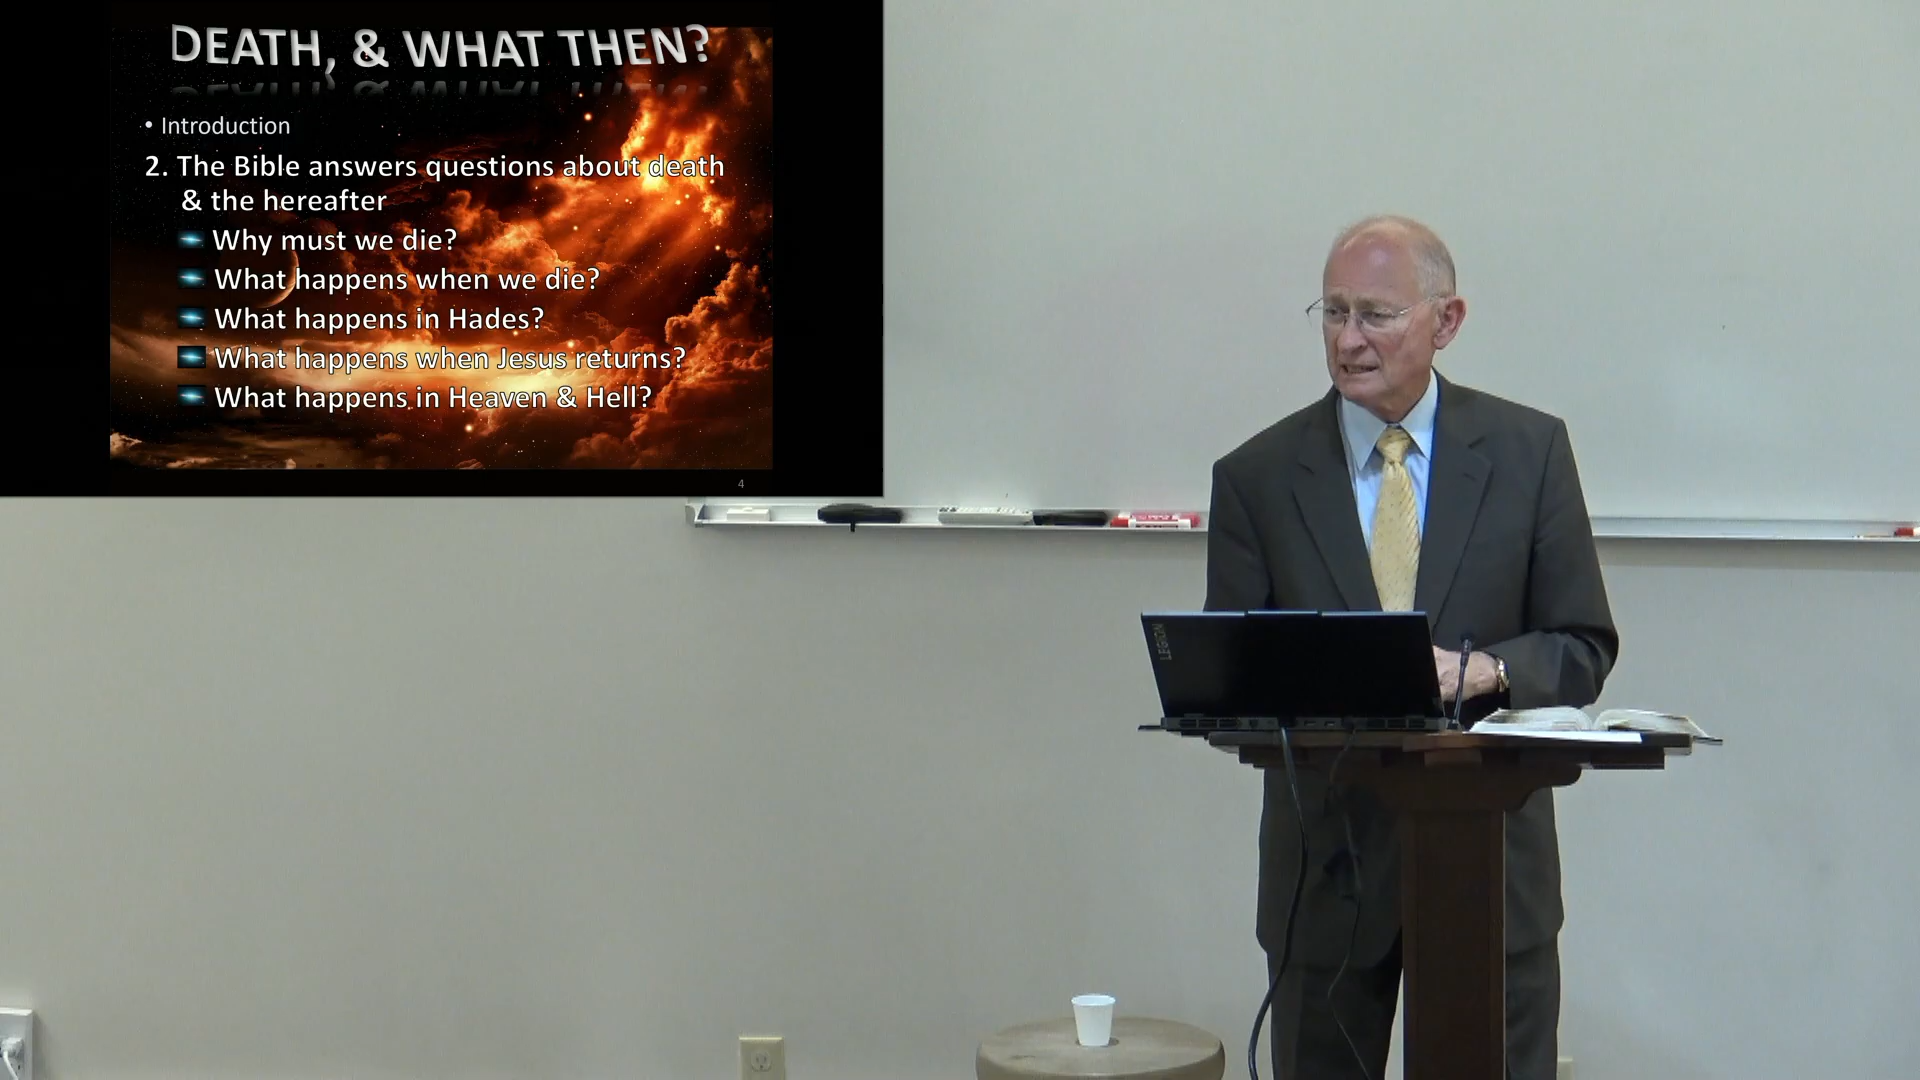 DEATH, & WHAT THEN?
• Introduction
2. The Bible answers questions about death
& the hereafter
Why must we die?
What happens when we die?
What happens in Hades?
What happens when Jesus returns?
What happens in Heaven & Hell?
4
LEGION